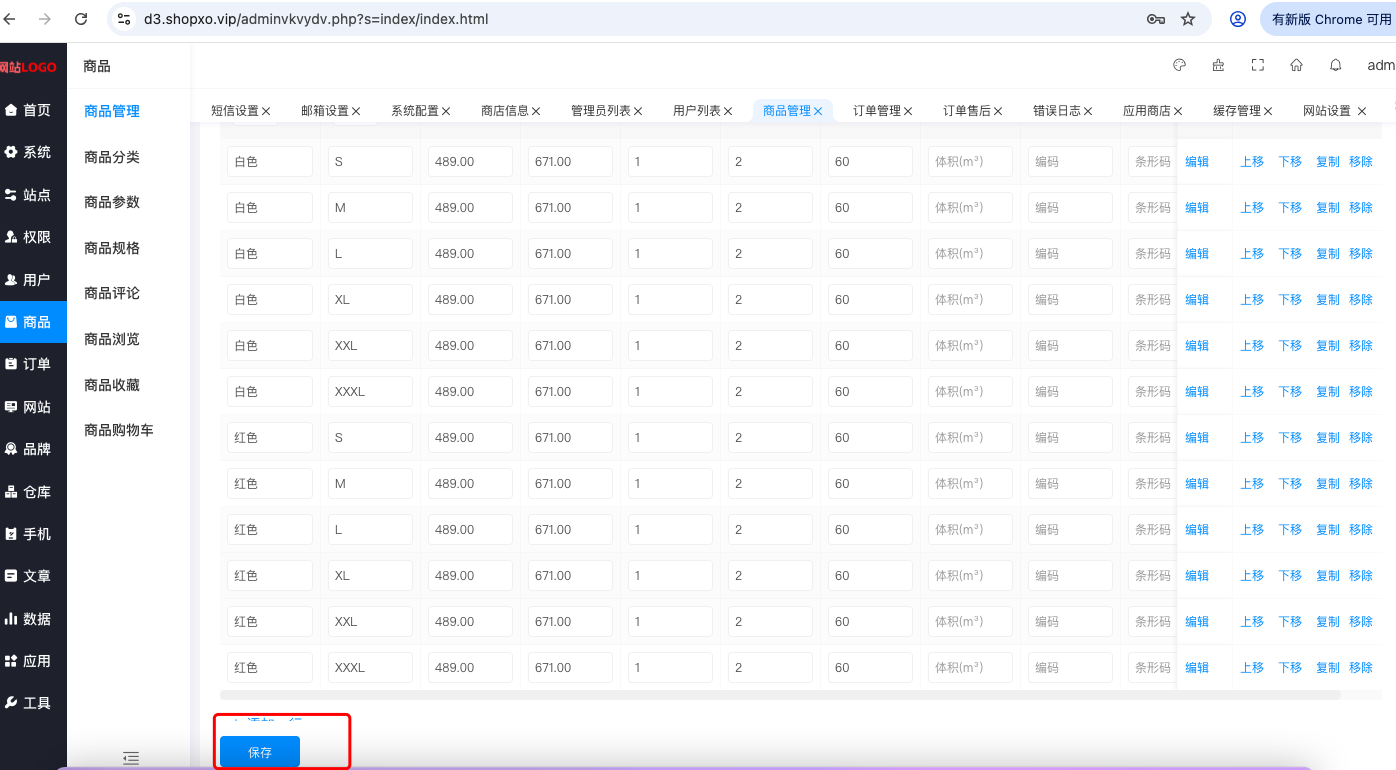 d3.shopxo.vip/adminvkvydv.php?s=index/index.html
有新版 Chrome 可用
网站LOGO
商品
adm
首页
系统
站点
权限
用户
商品
订单
网站
品牌
仓库
手机
文章
数据
应用
工具
商品管理
商品分类
商品参数
商品规格
商品评论
商品浏览
商品收藏
商品购物车
短信设置 邮箱设置 系统配置 商店信息 管理员列表 用户列表 商品管理 订单管理 订单售后 错误日志 应用商店 缓存管理 网站设置
白色 S 489.00 671.00 1 2 60 体积(m³) 编码 条形码 编辑 上移 下移 复制 移除
白色 M 489.00 671.00 1 2 60 体积(m³) 编码 条形码 编辑 上移 下移 复制 移除
白色 L 489.00 671.00 1 2 60 体积(m³) 编码 条形码 编辑 上移 下移 复制 移除
白色 XL 489.00 671.00 1 2 60 体积(m³) 编码 条形码 编辑 上移 下移 复制 移除
白色 XXL 489.00 671.00 1 2 60 体积(m³) 编码 条形码 编辑 上移 下移 复制 移除
白色 XXXL 489.00 671.00 1 2 60 体积(m³) 编码 条形码 编辑 上移 下移 复制 移除
红色 S 489.00 671.00 1 2 60 体积(m³) 编码 条形码 编辑 上移 下移 复制 移除
红色 M 489.00 671.00 1 2 60 体积(m³) 编码 条形码 编辑 上移 下移 复制 移除
红色 L 489.00 671.00 1 2 60 体积(m³) 编码 条形码 编辑 上移 下移 复制 移除
红色 XL 489.00 671.00 1 2 60 体积(m³) 编码 条形码 编辑 上移 下移 复制 移除
红色 XXL 489.00 671.00 1 2 60 体积(m³) 编码 条形码 编辑 上移 下移 复制 移除
红色 XXXL 489.00 671.00 1 2 60 体积(m³) 编码 条形码 编辑 上移 下移 复制 移除
保存